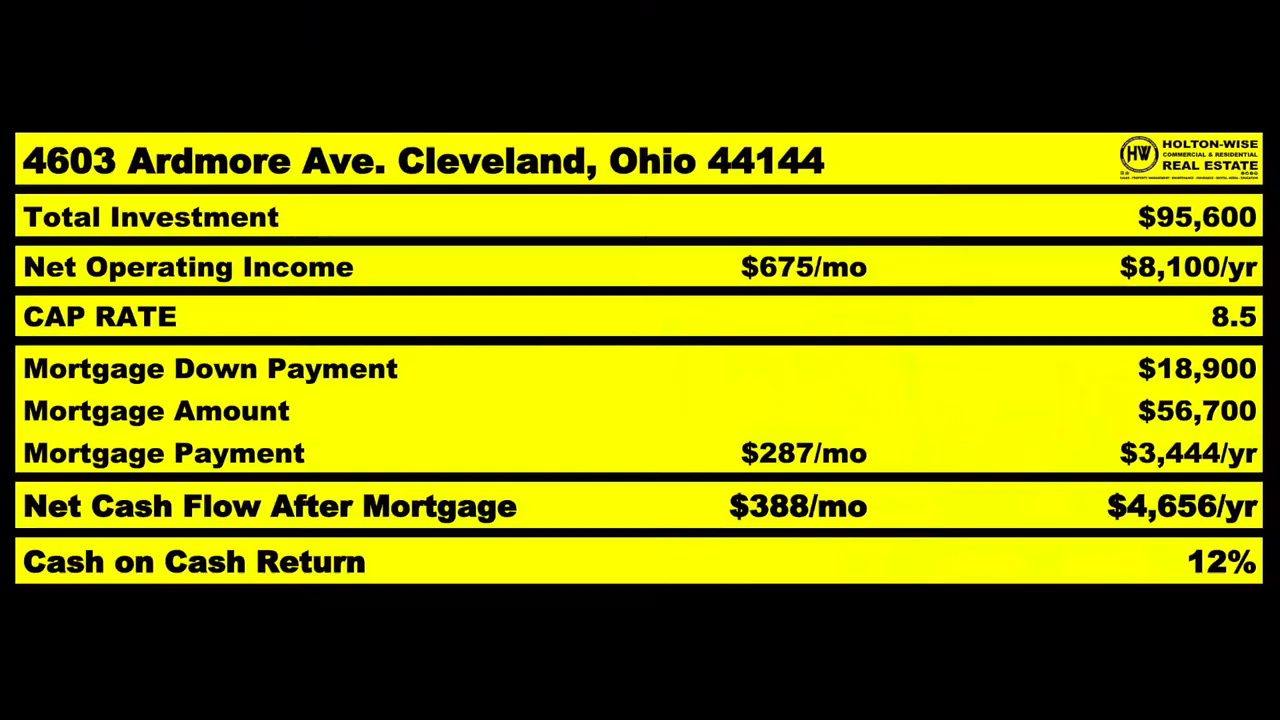 4603 Ardmore Ave. Cleveland, Ohio 44144
HW
HOLTON-WISE
COMMERCIAL & RESIDENTIAL
REAL ESTATE
Total Investment $95,600
Net Operating Income $675/mo $8,100/yr
CAP RATE 8.5
Mortgage Down Payment $18,900
Mortgage Amount $56,700
Mortgage Payment $287/mo $3,444/yr
Net Cash Flow After Mortgage $388/mo $4,656/yr
Cash on Cash Return 12%